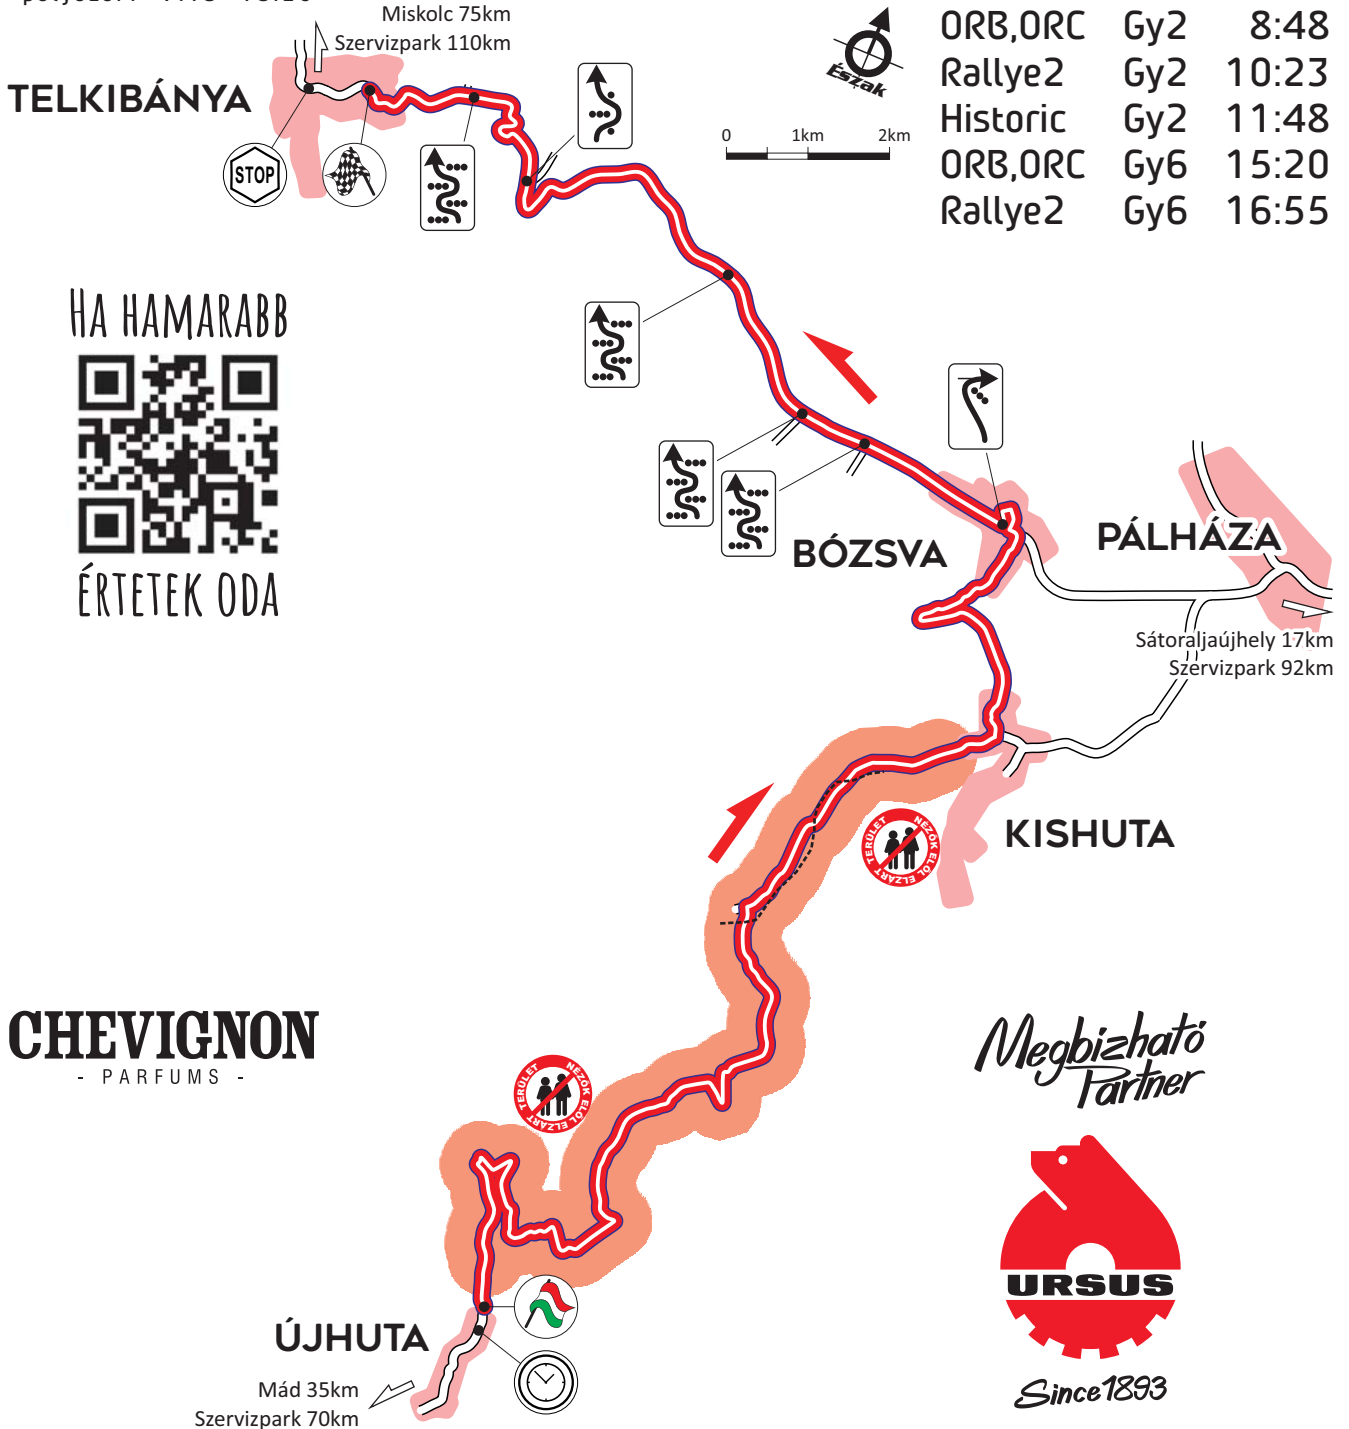 Miskolc 75km
Szervizpark 110km
TELKIBÁNYA
STOP
Észak
0 1km 2km
ORB,ORC Gy2 8:48
Rallye2 Gy2 10:23
Historic Gy2 11:48
ORB,ORC Gy6 15:20
Rallye2 Gy6 16:55
HA HAMARABB
ÉRTETEK ODA
BÓZSVA
PÁLHÁZA
Sátoraljaújhely 17km
Szervizpark 92km
KISHUTA
NÉZŐK ELŐL ELZÁRT TERÜLET
CHEVIGNON
- PARFUMS -
NÉZŐK ELŐL ELZÁRT TERÜLET
Megbízható
Partner
URSUS
Since 1893
ÚJHUTA
Mád 35km
Szervizpark 70km